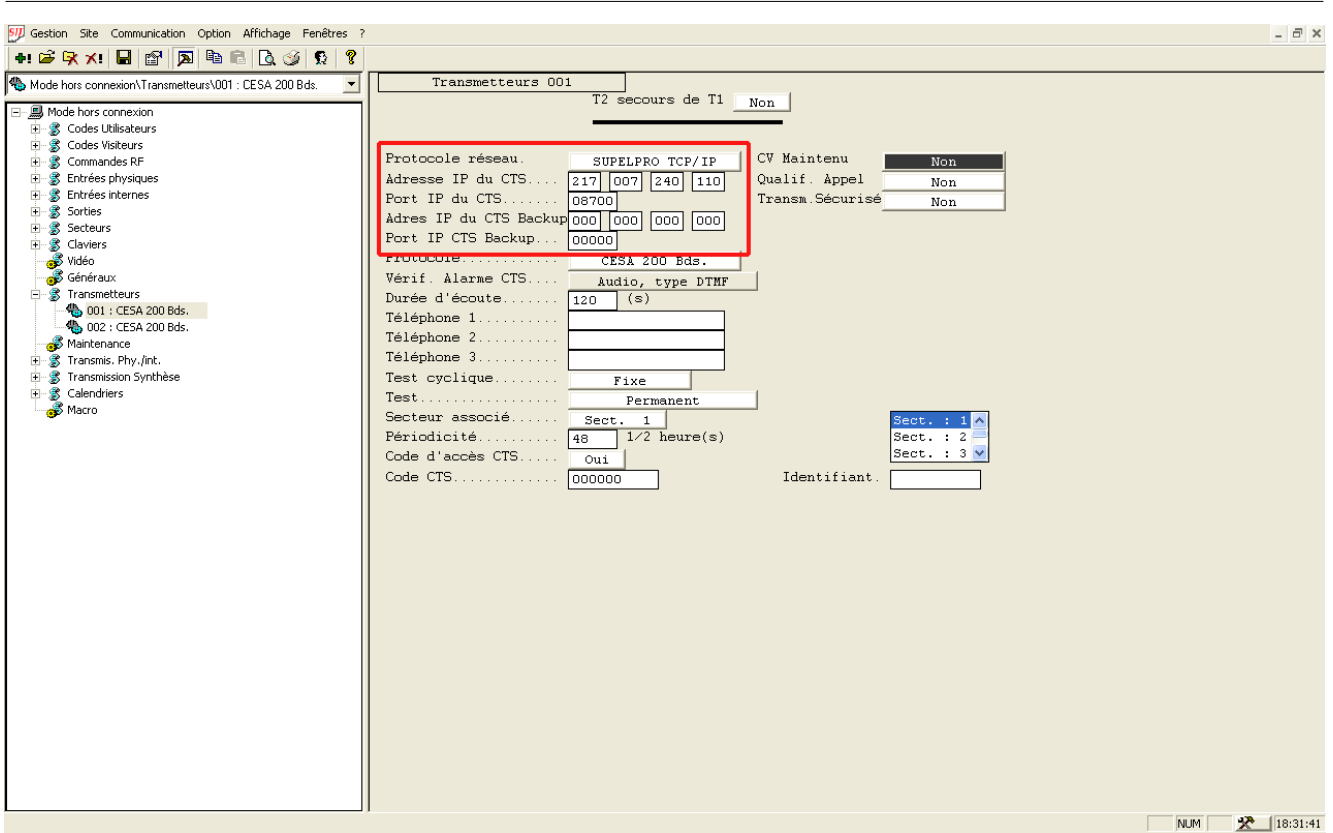 SIJ Gestion Site Communication Option Affichage Fenêtres ?
Mode hors connexion\Transmetteurs\001 : CESA 200 Bds.
Mode hors connexion
Codes Utilisateurs
Codes Visiteurs
Commandes RF
Entrées physiques
Entrées internes
Sorties
Secteurs
Claviers
Vidéo
Généraux
Transmetteurs
001 : CESA 200 Bds.
002 : CESA 200 Bds.
Maintenance
Transmis. Phy./int.
Transmission Synthèse
Calendriers
Macro
Transmetteurs 001
T2 secours de T1 Non
Protocole réseau. SUPELPRO TCP/IP CV Maintenu Non
Adresse IP du CTS.... 217 007 240 110 Qualif. Appel Non
Port IP du CTS....... 08700 Transm.Sécurisé Non
Adres IP du CTS Backup 000 000 000 000
Port IP CTS Backup... 00000
Protocole............ CESA 200 Bds.
Vérif. Alarme CTS.... Audio, type DTMF
Durée d'écoute....... 120 (s)
Téléphone 1..........
Téléphone 2..........
Téléphone 3..........
Test cyclique........ Fixe
Test................. Permanent
Secteur associé...... Sect. 1 Sect. : 1
Périodicité.......... 48 1/2 heure(s) Sect. : 2
Code d'accès CTS..... Oui Sect. : 3
Code CTS............. 000000 Identifiant.
NUM 18:31:41